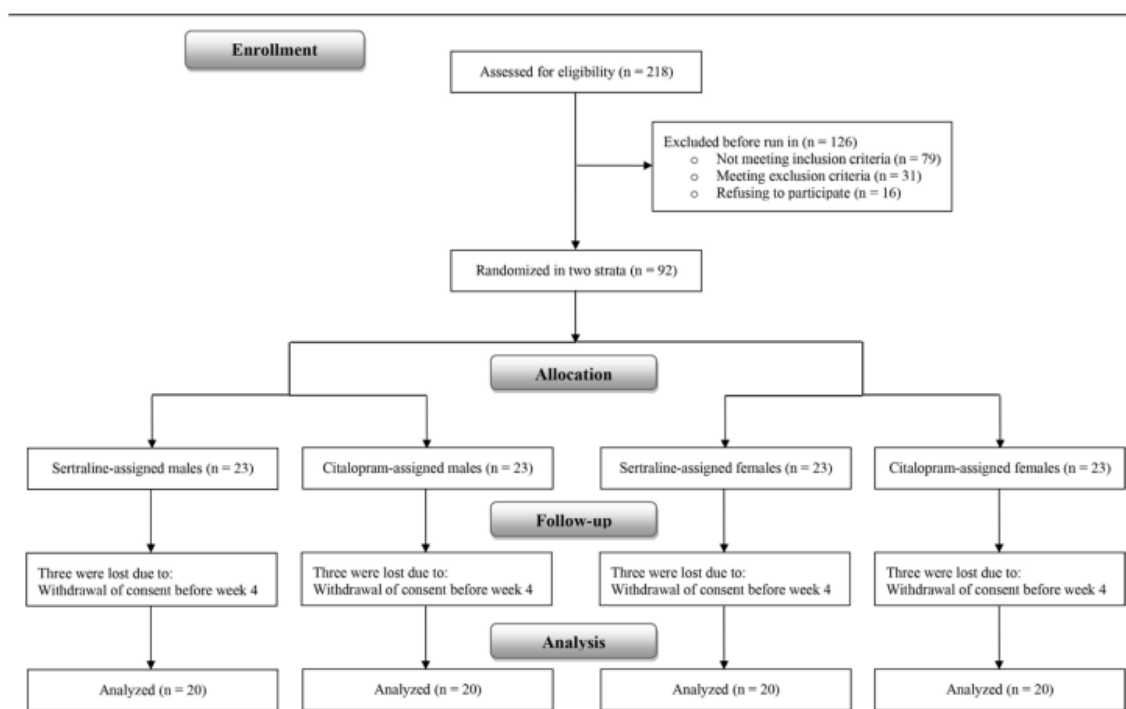 Enrollment
Assessed for eligibility (n = 218)
Excluded before run in (n = 126)
o Not meeting inclusion criteria (n = 79)
o Meeting exclusion criteria (n = 31)
o Refusing to participate (n = 16)
Randomized in two strata (n = 92)
Allocation
Sertraline-assigned males (n = 23)
Citalopram-assigned males (n = 23)
Sertraline-assigned females (n = 23)
Citalopram-assigned females (n = 23)
Follow-up
Three were lost due to:
Withdrawal of consent before week 4
Three were lost due to:
Withdrawal of consent before week 4
Three were lost due to:
Withdrawal of consent before week 4
Three were lost due to:
Withdrawal of consent before week 4
Analysis
Analyzed (n = 20)
Analyzed (n = 20)
Analyzed (n = 20)
Analyzed (n = 20)